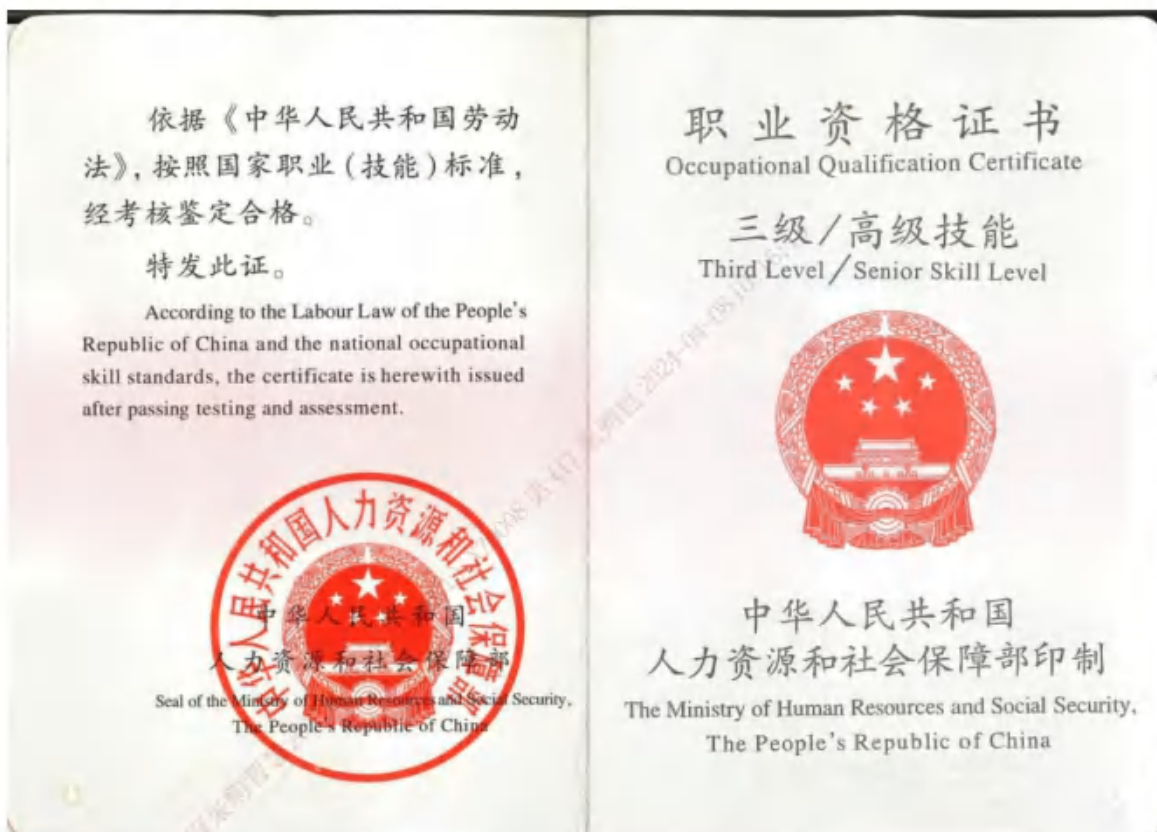 依据《中华人民共和国劳动
法》，按照国家职业（技能）标准，
经考核鉴定合格。
特发此证。
According to the Labour Law of the People's
Republic of China and the national occupational
skill standards, the certificate is herewith issued
after passing testing and assessment.
中华人民共和国人力资源和社会保障部
中华人民共和国
人力资源和社会保障部
Seal of the Ministry of Human Resources and Social Security,
The People's Republic of China
职业资格证书
Occupational Qualification Certificate
三级/高级技能
Third Level/Senior Skill Level
中华人民共和国
人力资源和社会保障部印制
The Ministry of Human Resources and Social Security,
The People's Republic of China